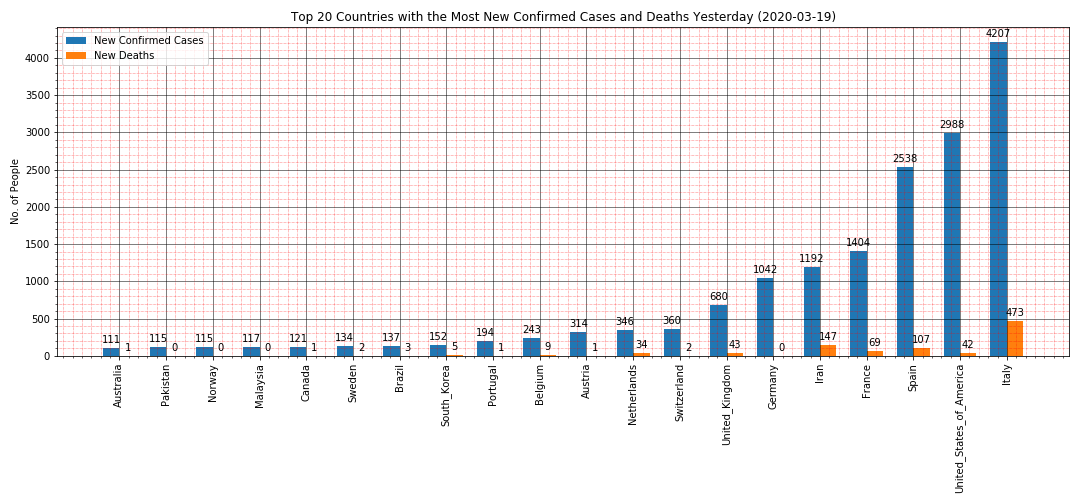 Top 20 Countries with the Most New Confirmed Cases and Deaths Yesterday (2020-03-19)
New Confirmed Cases
New Deaths
No. of People
4000
3500
3000
2500
2000
1500
1000
500
0
111 1 115 0 115 0 117 0 121 1 134 2 137 3 152 5 194 1 243 9 314 1 346 34 360 2 680 43 1042 0 1192 147 1404 69 2538 107 2988 42 4207 473
Australia
Pakistan
Norway
Malaysia
Canada
Sweden
Brazil
South_Korea
Portugal
Belgium
Austria
Netherlands
Switzerland
United_Kingdom
Germany
Iran
France
Spain
United_States_of_America
Italy